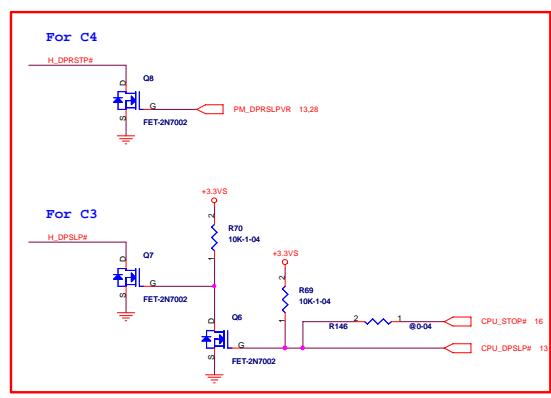 For C4
H_DPRSTP#
D
Q8
G
PM_DPRSLPVR 13,28
S
FET-2N7002
+3.3VS
For C3
2
R70
10K-1-04
H_DPSLP#
1
+3.3VS
D
Q7
2
G
R69
S
FET-2N7002
10K-1-04
Q6
1
D
2
1
CPU_STOP# 16
R146
@0-04
G
CPU_DPSLP# 13
S
FET-2N7002